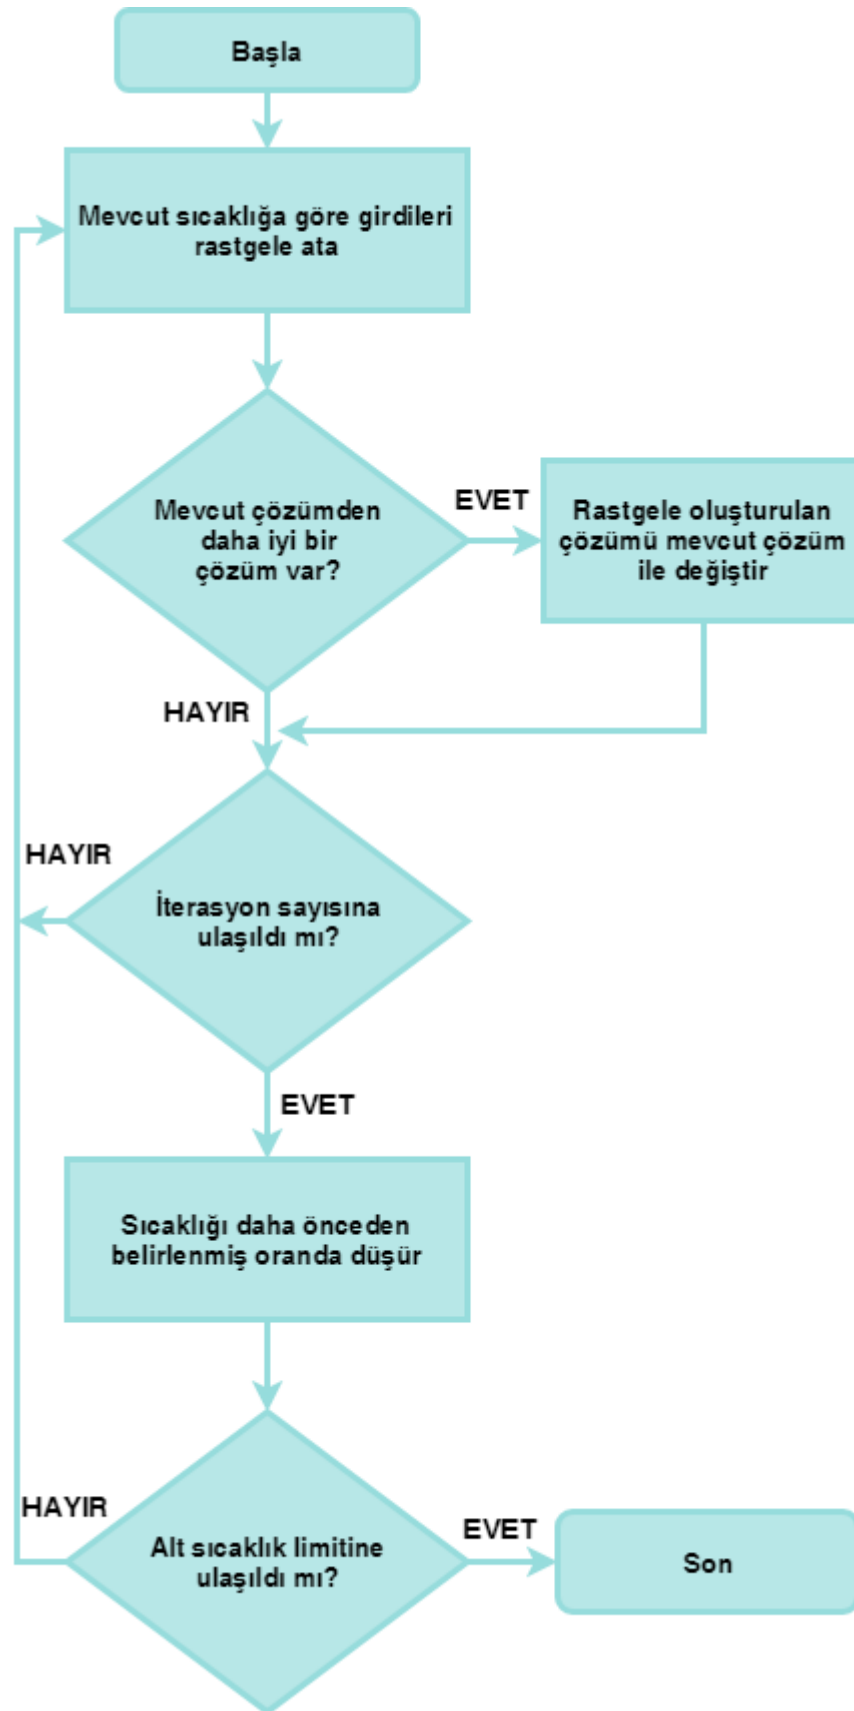 Başla
Mevcut sıcaklığa göre girdileri
rastgele ata
Mevcut çözümden
daha iyi bir
çözüm var?
EVET
Rastgele oluşturulan
çözümü mevcut çözüm
ile değiştir
HAYIR
HAYIR
İterasyon sayısına
ulaşıldı mı?
EVET
Sıcaklığı daha önceden
belirlenmiş oranda düşür
HAYIR
Alt sıcaklık limitine
ulaşıldı mı?
EVET
Son